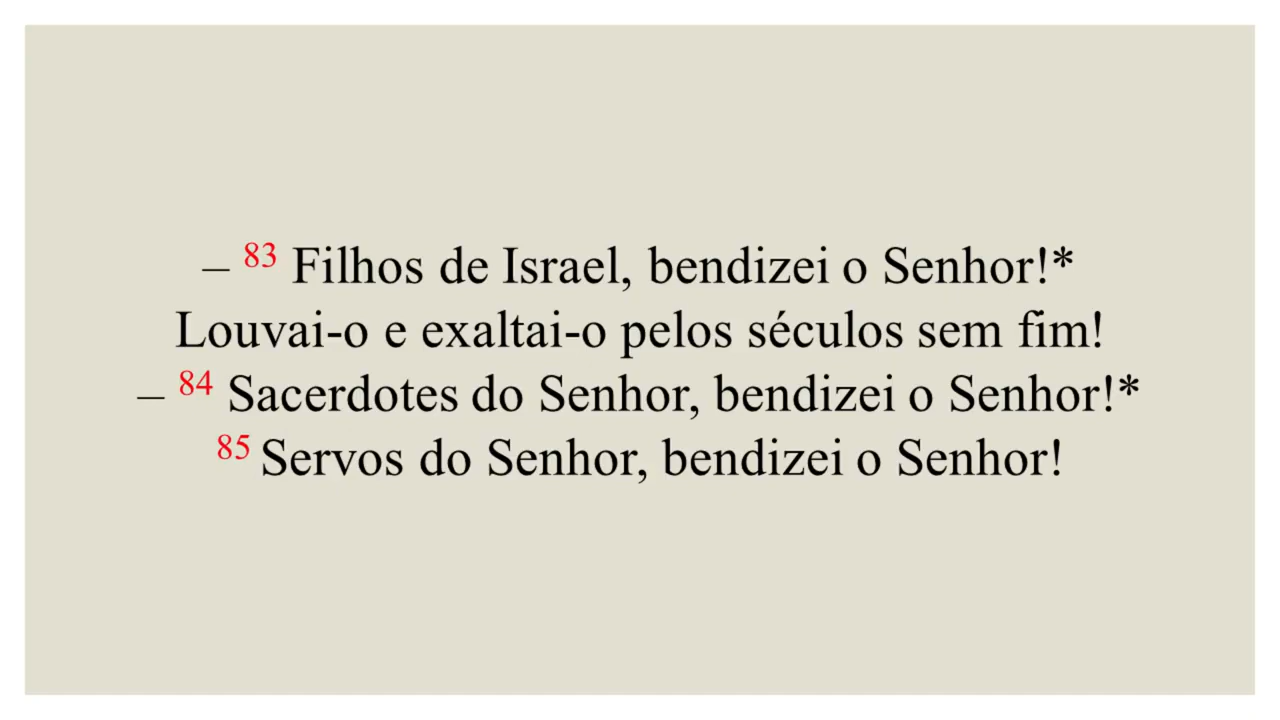 – 83 Filhos de Israel, bendizei o Senhor!*
Louvai-o e exaltai-o pelos séculos sem fim!
– 84 Sacerdotes do Senhor, bendizei o Senhor!*
85 Servos do Senhor, bendizei o Senhor!